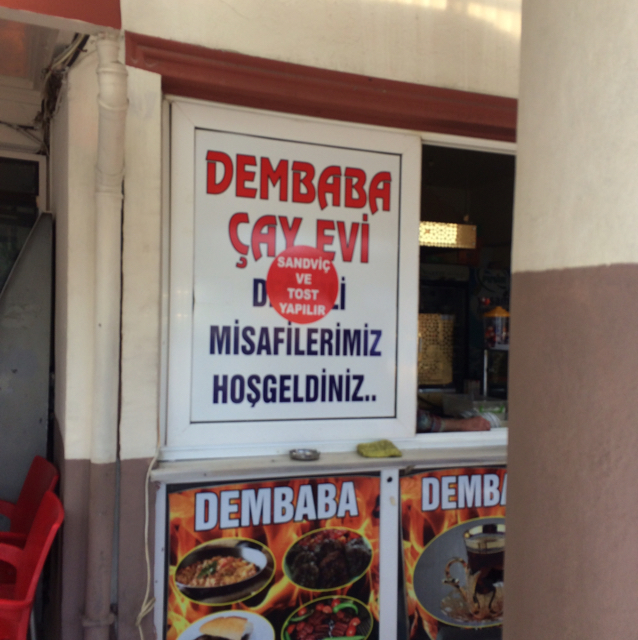 DEMBABA
ÇAY EVİ
SANDVİÇ
VE
TOST
YAPILIR
MİSAFİLERİMİZ
HOŞGELDİNİZ..
DEMBABA